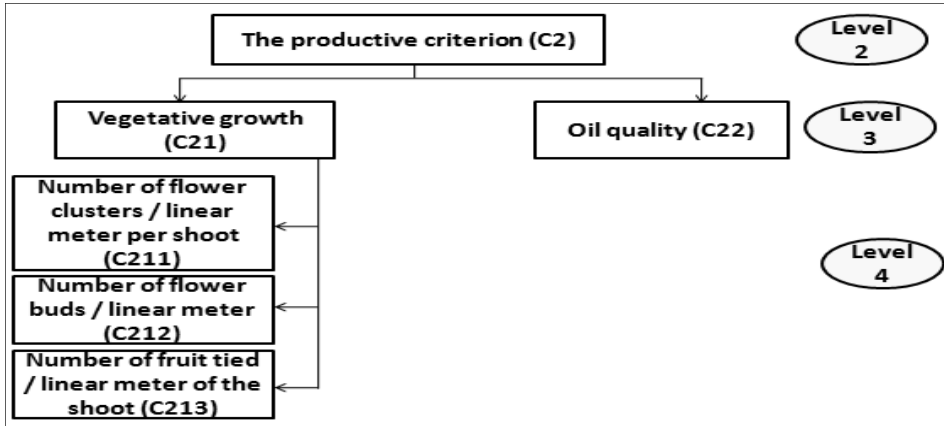 The productive criterion (C2)
Level
2
Vegetative growth
(C21)
Oil quality (C22)
Level
3
Number of flower
clusters / linear
meter per shoot
(C211)
Level
4
Number of flower
buds / linear meter
(C212)
Number of fruit tied
/ linear meter of the
shoot (C213)